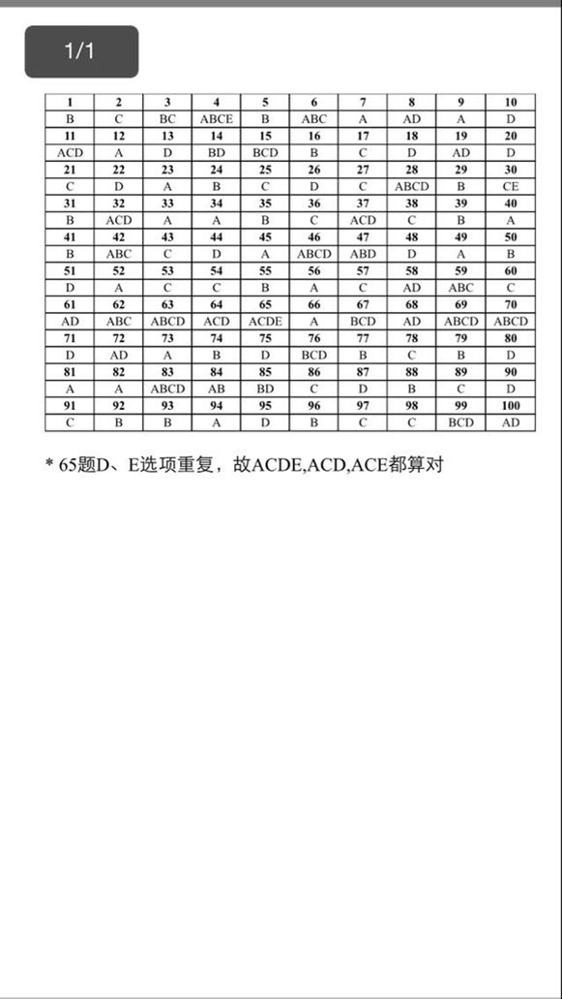 1/1
1 2 3 4 5 6 7 8 9 10
B C BC ABCE B ABC A AD A D
11 12 13 14 15 16 17 18 19 20
ACD A D BD BCD B C D AD D
21 22 23 24 25 26 27 28 29 30
C D A B C D C ABCD B CE
31 32 33 34 35 36 37 38 39 40
B ACD A A B C ACD C B A
41 42 43 44 45 46 47 48 49 50
B ABC C D A ABCD ABD D A B
51 52 53 54 55 56 57 58 59 60
D A C C B A C AD ABC C
61 62 63 64 65 66 67 68 69 70
AD ABC ABCD ACD ACDE A BCD AD ABCD ABCD
71 72 73 74 75 76 77 78 79 80
D AD A B D BCD B C B D
81 82 83 84 85 86 87 88 89 90
A A ABCD AB BD C D B C D
91 92 93 94 95 96 97 98 99 100
C B B A D B C C BCD AD
* 65题D、E选项重复，故ACDE,ACD,ACE都算对